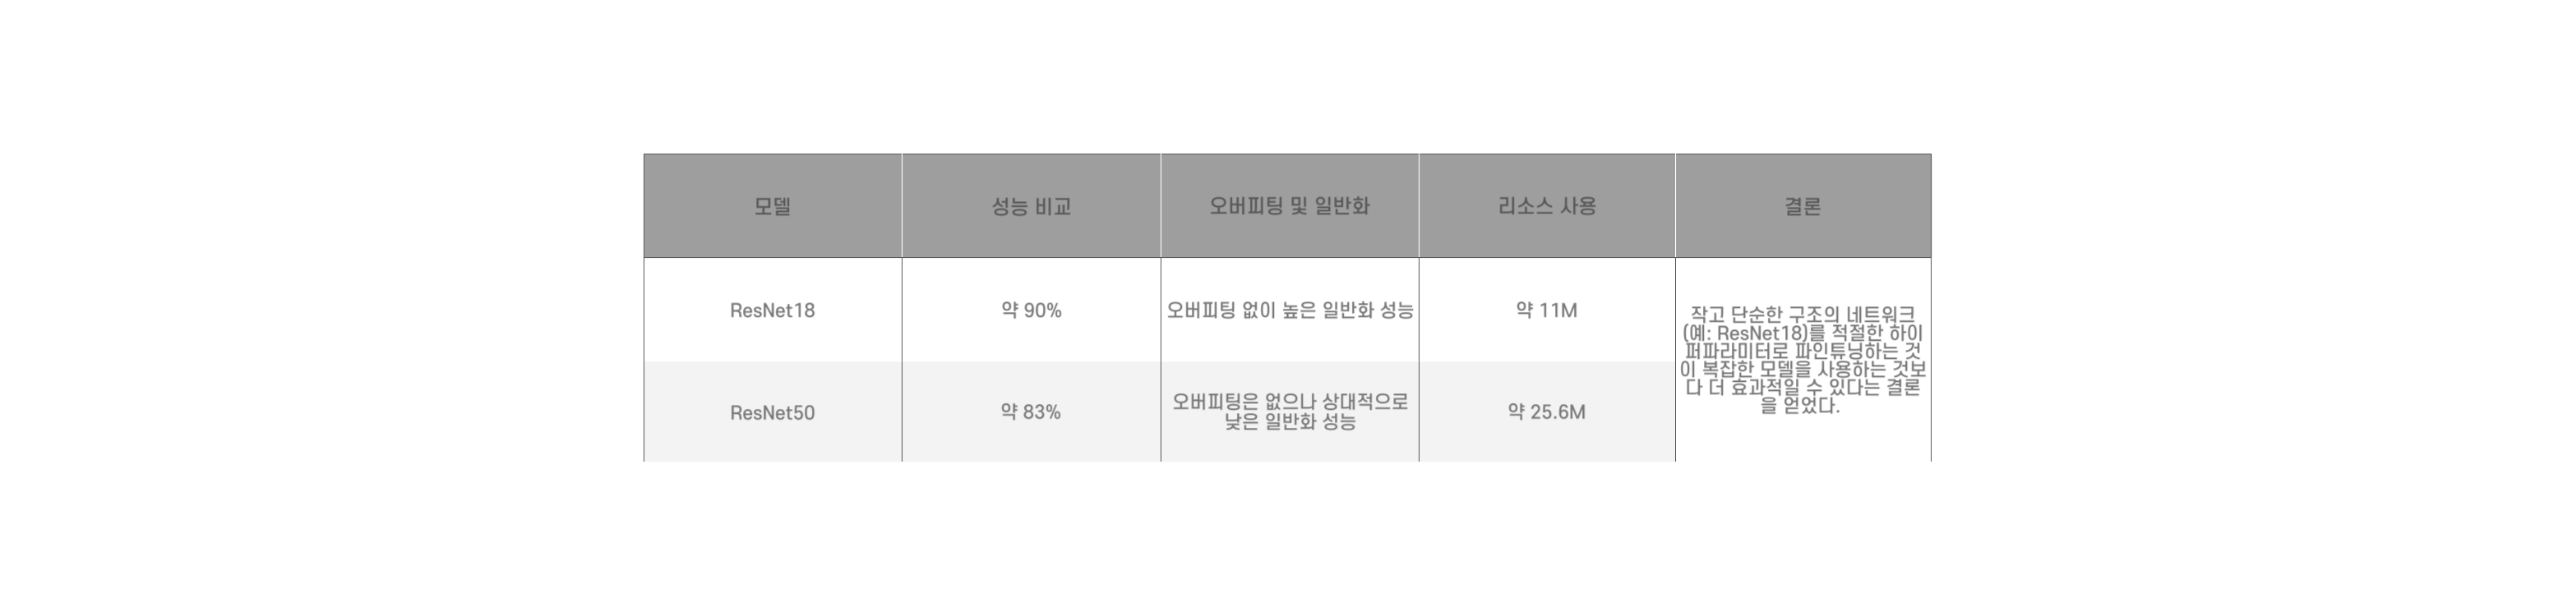 모델
성능 비교
오버피팅 및 일반화
리소스 사용
결론
ResNet18
약 90%
오버피팅 없이 높은 일반화 성능
약 11M
작고 단순한 구조의 네트워크
(예: ResNet18)를 적절한 하이
퍼파라미터로 파인튜닝하는 것
이 복잡한 모델을 사용하는 것보
다 더 효과적일 수 있다는 결론
을 얻었다.
ResNet50
약 83%
오버피팅은 없으나 상대적으로
낮은 일반화 성능
약 25.6M